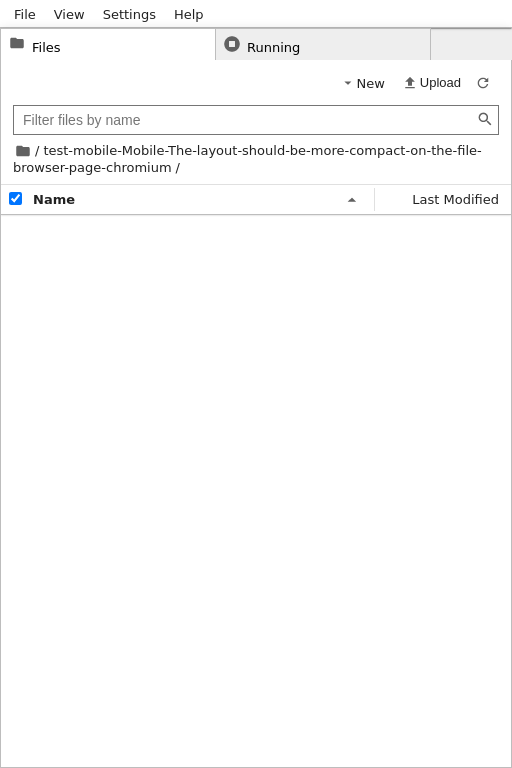 File View Settings Help
Files Running
New Upload
Filter files by name
/ test-mobile-Mobile-The-layout-should-be-more-compact-on-the-file-
browser-page-chromium /
Name Last Modified